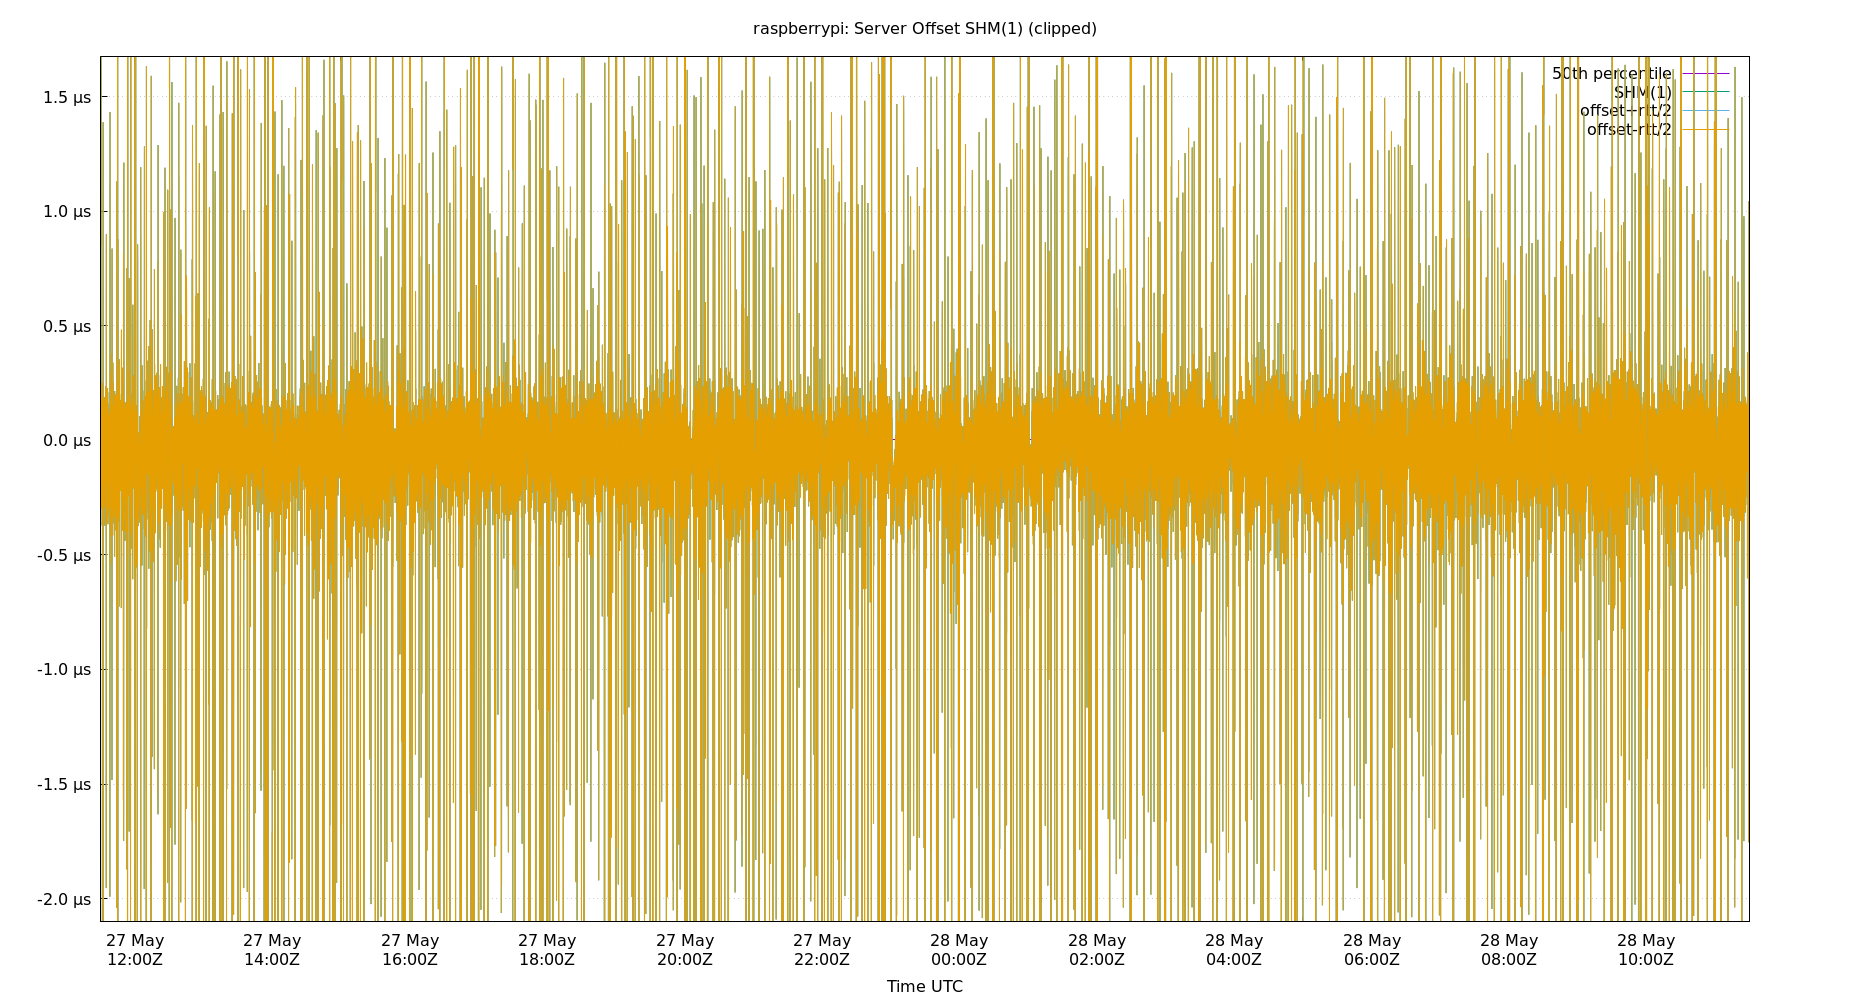 raspberrypi: Server Offset SHM(1) (clipped)
50th percentile
SHM(1)
offset+rtt/2
offset-rtt/2
1.5 µs
1.0 µs
0.5 µs
0.0 µs
-0.5 µs
-1.0 µs
-1.5 µs
-2.0 µs
27 May 27 May 27 May 27 May 27 May 27 May 28 May 28 May 28 May 28 May 28 May 28 May
12:00Z 14:00Z 16:00Z 18:00Z 20:00Z 22:00Z 00:00Z 02:00Z 04:00Z 06:00Z 08:00Z 10:00Z
Time UTC